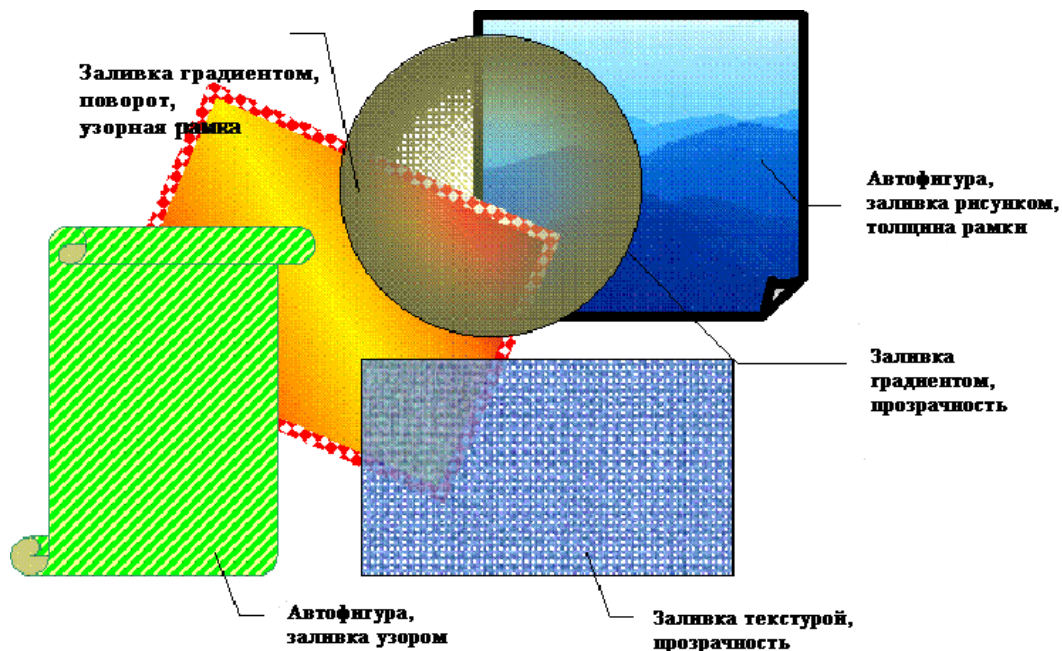 Заливка градиентом,
поворот,
узорная рамка
Автофигура,
заливка рисунком,
толщина рамки
Заливка
градиентом,
прозрачность
Автофигура,
заливка узором
Заливка текстурой,
прозрачность